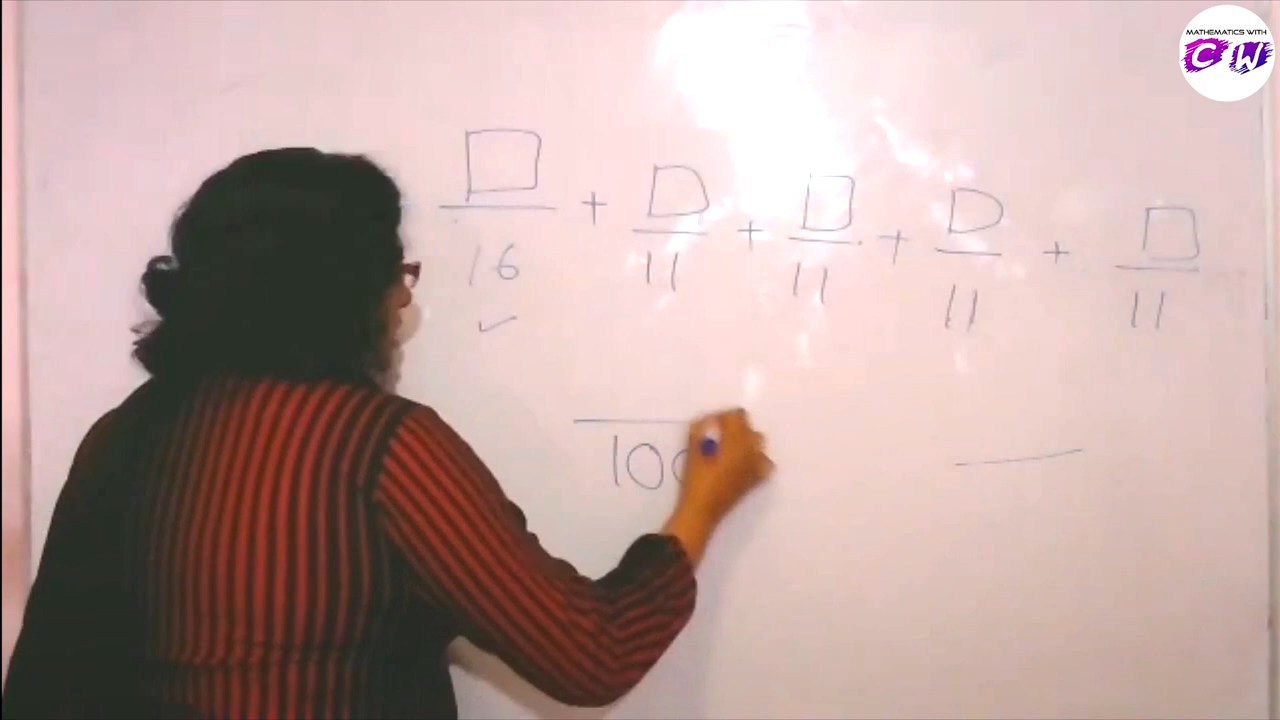 MATHEMATICS WITH
CW
□ + □ + □ + □ + □
16 11 11 11 11
✓
100